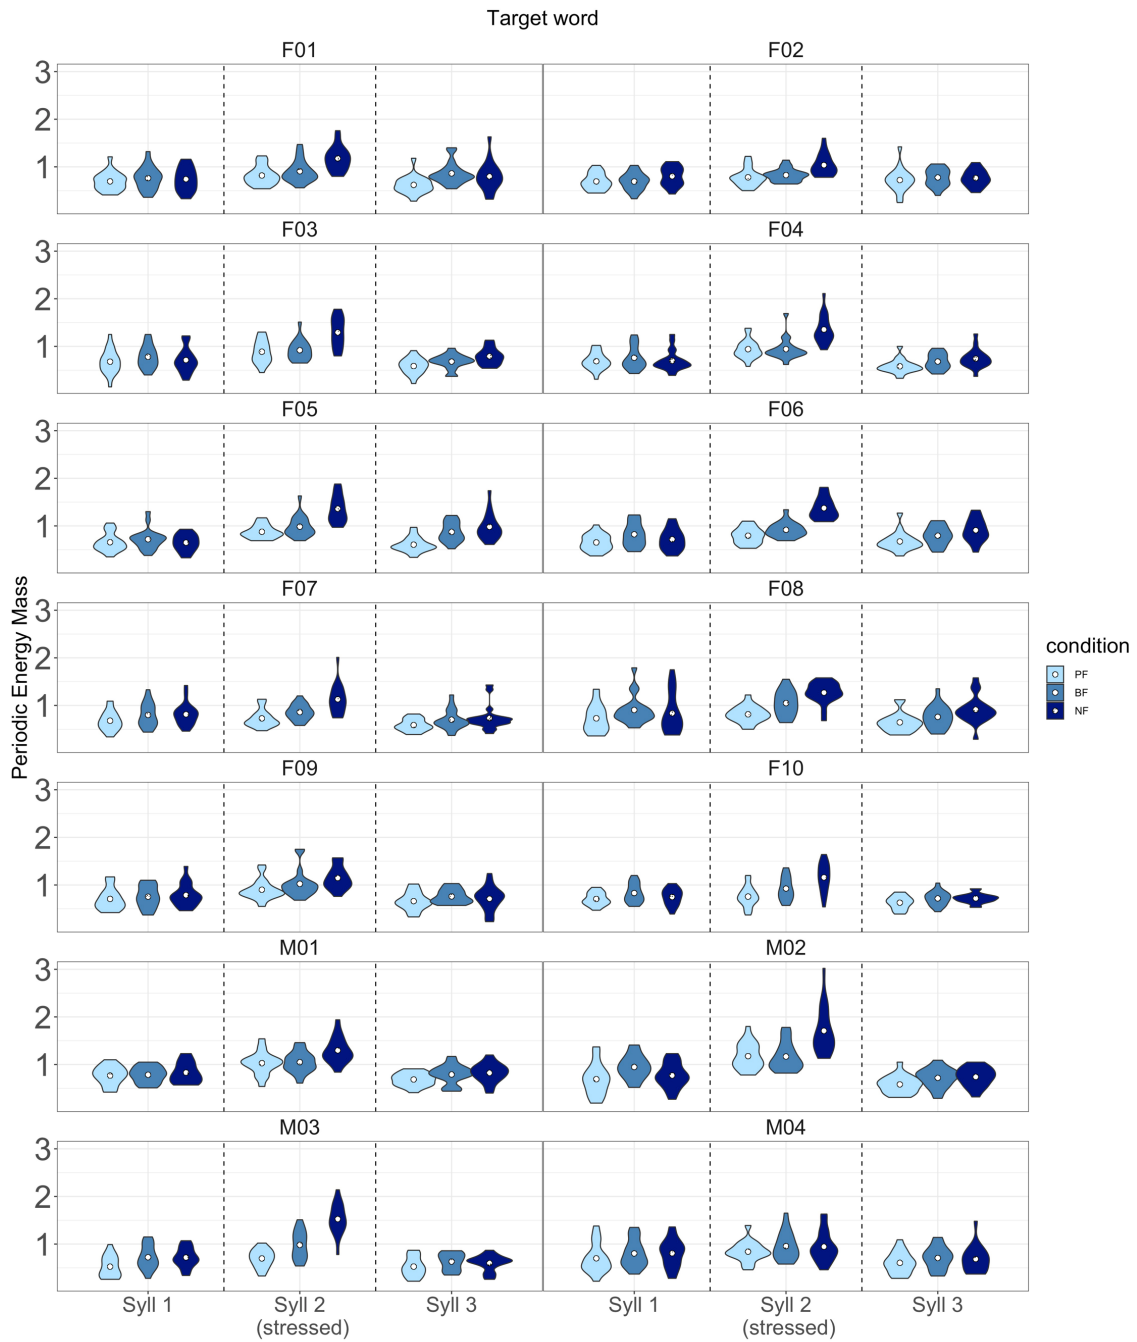 Target word
F01
F02
3
2
1
F03
F04
3
2
1
F05
F06
3
2
1
F07
F08
3
2
1
F09
F10
3
2
1
M01
M02
3
2
1
M03
M04
3
2
1
Syll 1
Syll 2
(stressed)
Syll 3
Syll 1
Syll 2
(stressed)
Syll 3
Periodic Energy Mass
condition
PF
BF
NF